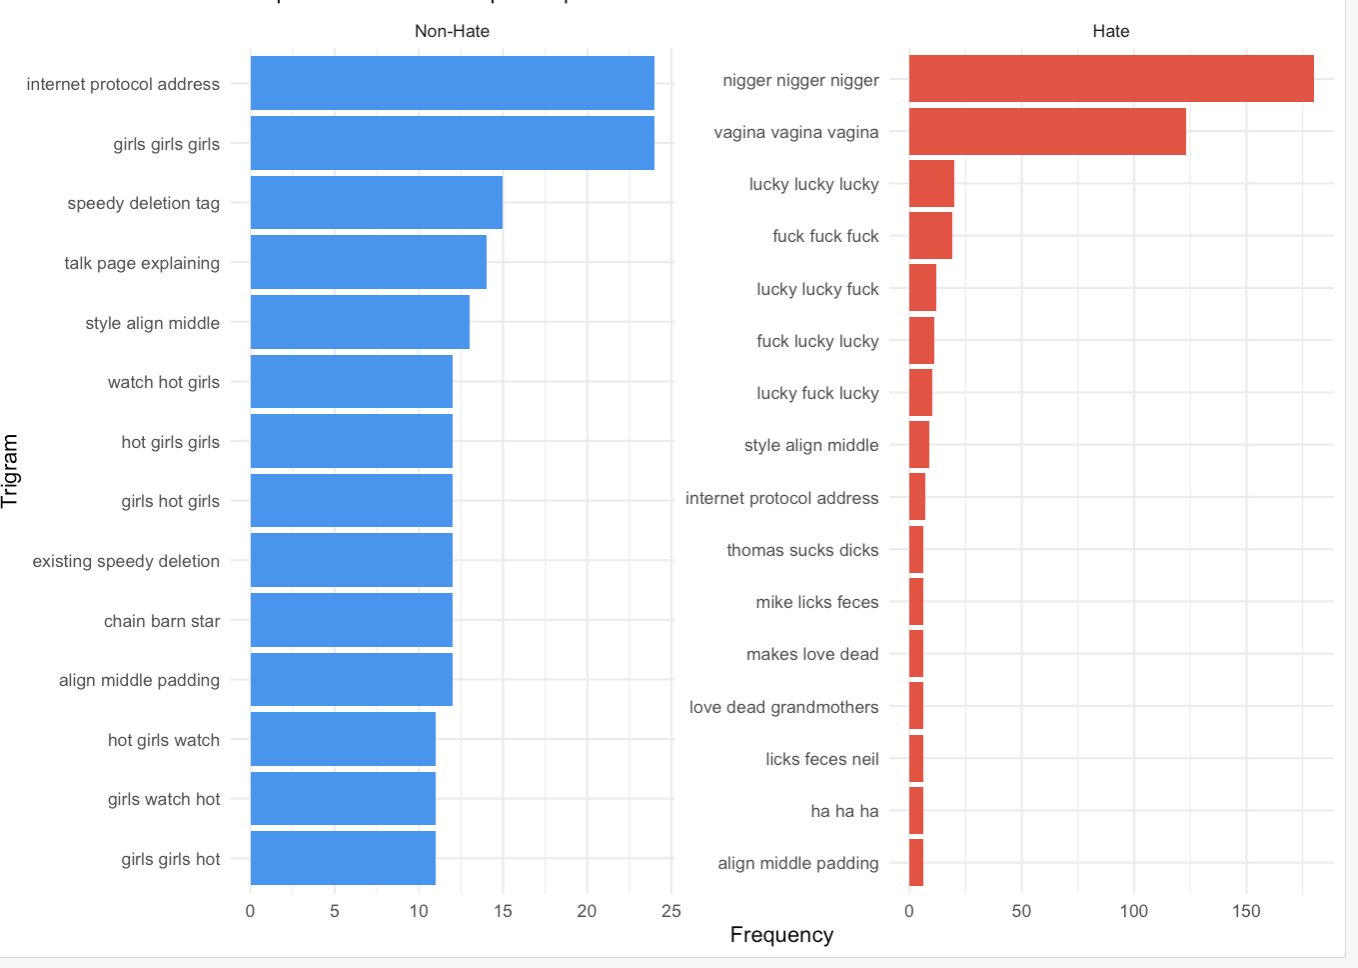 Non-Hate
internet protocol address
girls girls girls
speedy deletion tag
talk page explaining
style align middle
watch hot girls
hot girls girls
girls hot girls
existing speedy deletion
chain barn star
align middle padding
hot girls watch
girls watch hot
girls girls hot
0 5 10 15 20 25
Hate
nigger nigger nigger
vagina vagina vagina
lucky lucky lucky
fuck fuck fuck
lucky lucky fuck
fuck lucky lucky
lucky fuck lucky
style align middle
internet protocol address
thomas sucks dicks
mike licks feces
makes love dead
love dead grandmothers
licks feces neil
ha ha ha
align middle padding
0 50 100 150
Trigram
Frequency